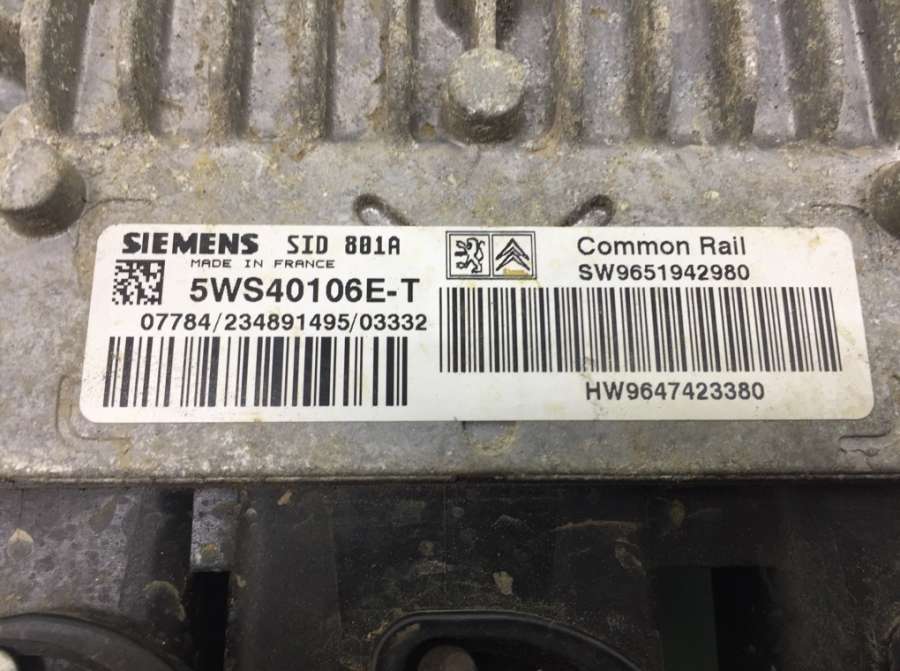 SIEMENS SID 801A
MADE IN FRANCE
5WS40106E-T
07784/234891495/03332
Common Rail
SW9651942980
HW9647423380